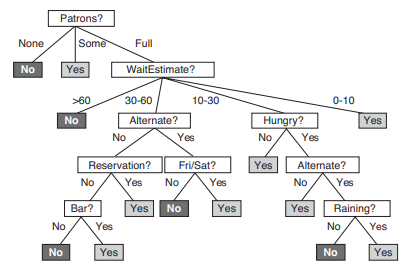 Patrons?
None Some Full
No Yes WaitEstimate?
>60 30-60 10-30 0-10
No Alternate? Hungry? Yes
No Yes No Yes
Reservation? Fri/Sat? Yes Alternate?
No Yes No Yes No Yes
Bar? Yes No Yes Yes Raining?
No Yes No Yes
No Yes No Yes